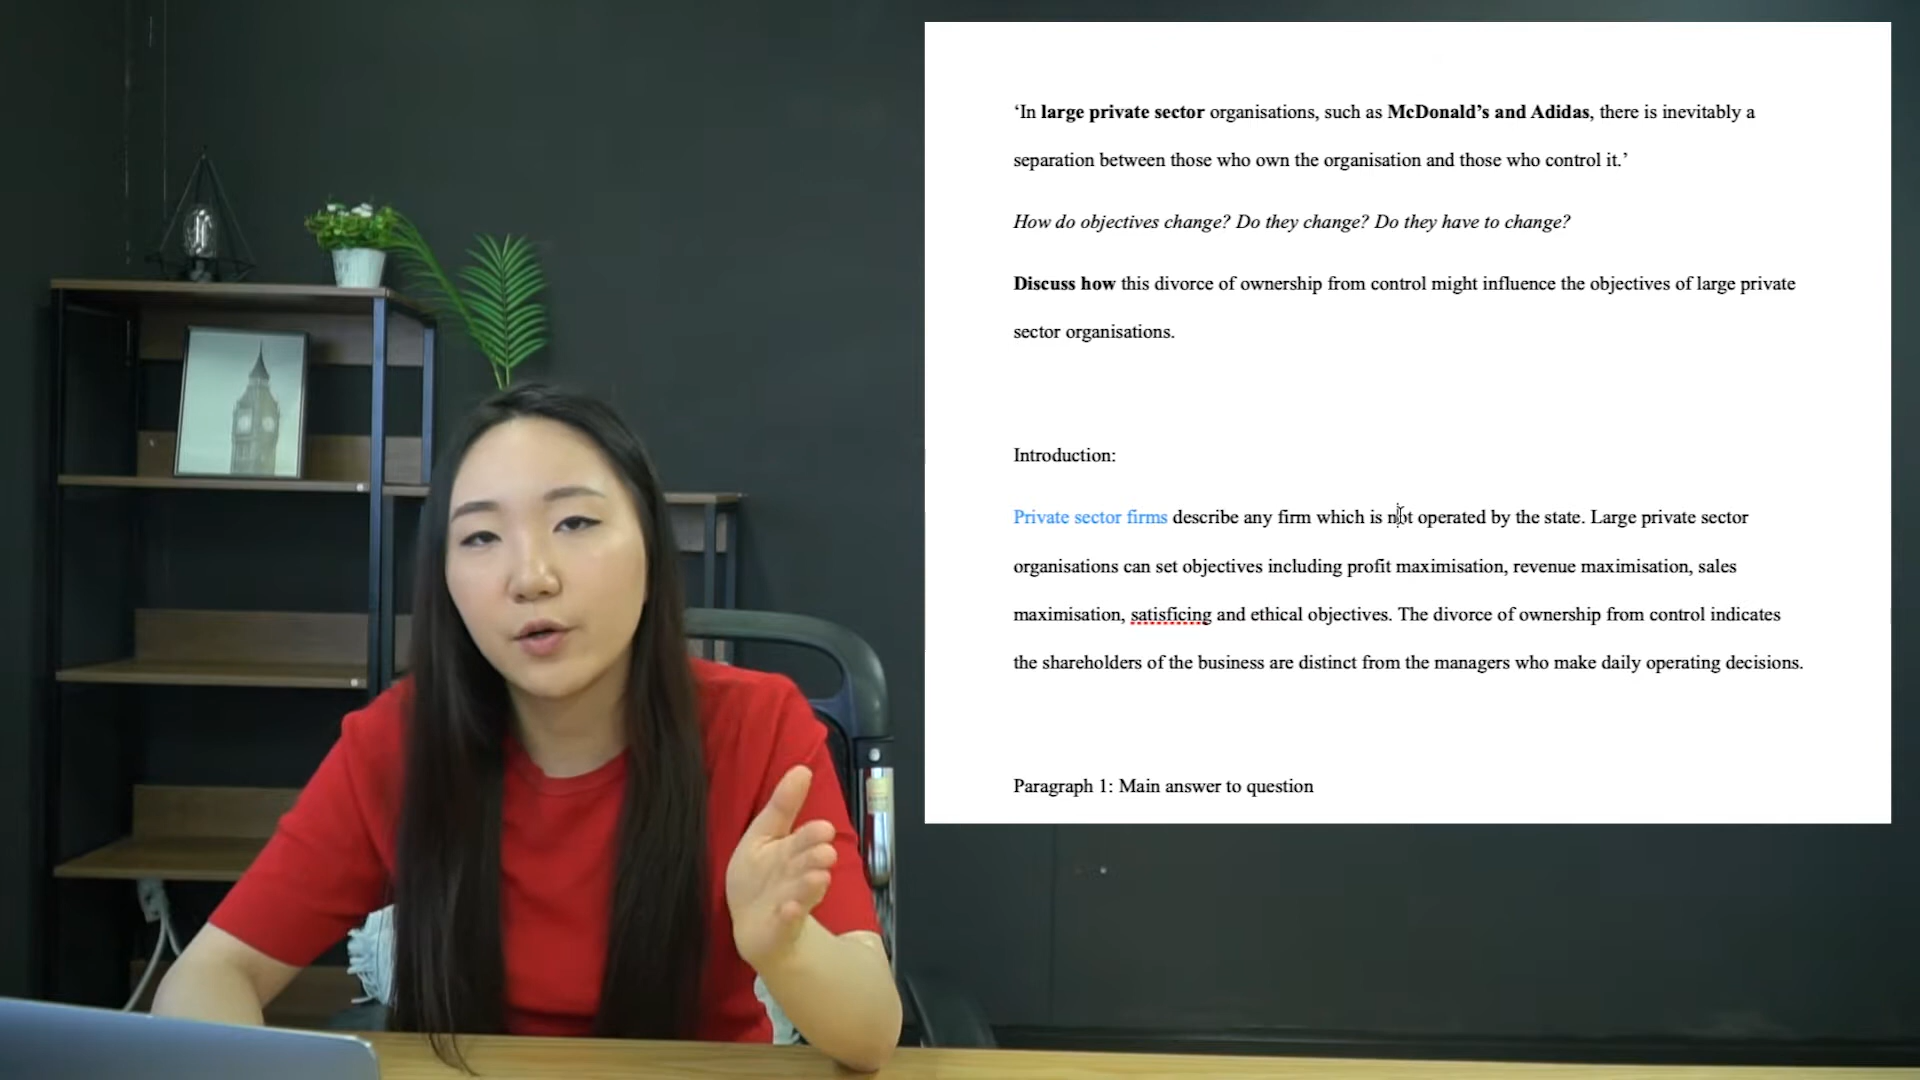 ‘In large private sector organisations, such as McDonald’s and Adidas, there is inevitably a
separation between those who own the organisation and those who control it.’
How do objectives change? Do they change? Do they have to change?
Discuss how this divorce of ownership from control might influence the objectives of large private
sector organisations.
Introduction:
Private sector firms describe any firm which is not operated by the state. Large private sector
organisations can set objectives including profit maximisation, revenue maximisation, sales
maximisation, satisficing and ethical objectives. The divorce of ownership from control indicates
the shareholders of the business are distinct from the managers who make daily operating decisions.
Paragraph 1: Main answer to question